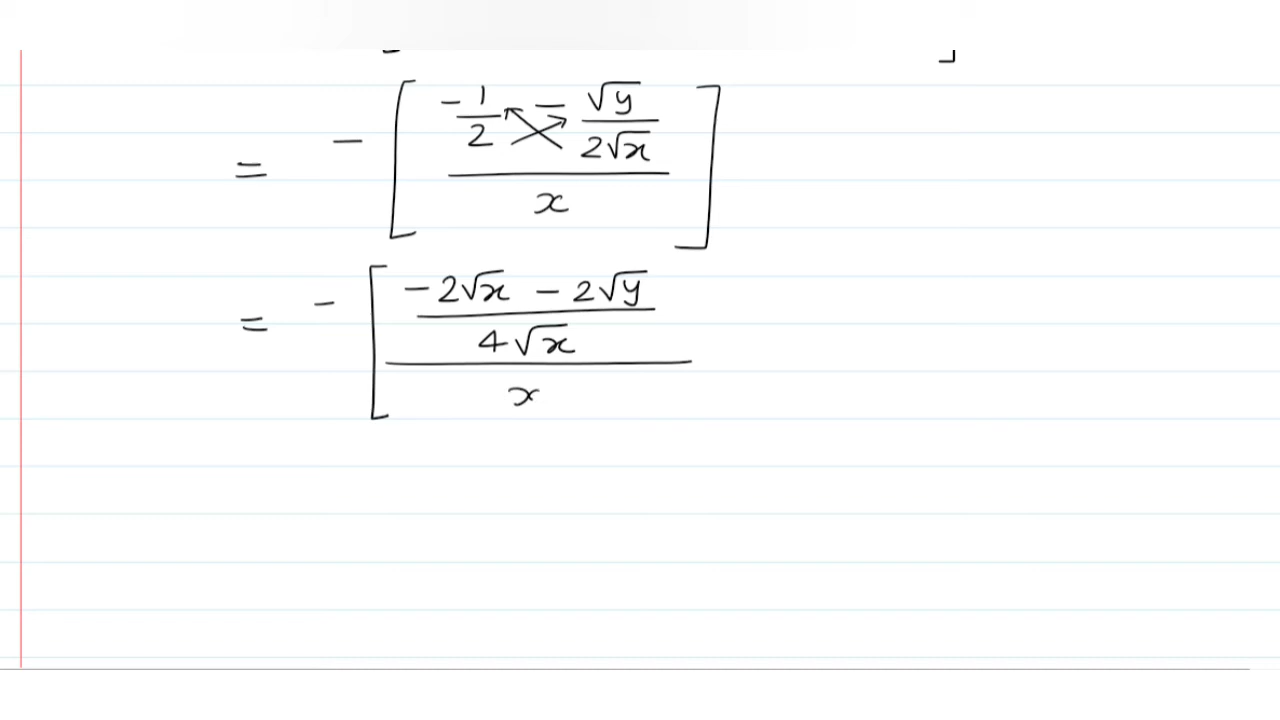 = - [ (-1/2 - √y/2√x) / x ]
= - [ ((-2√x - 2√y) / 4√x) / x